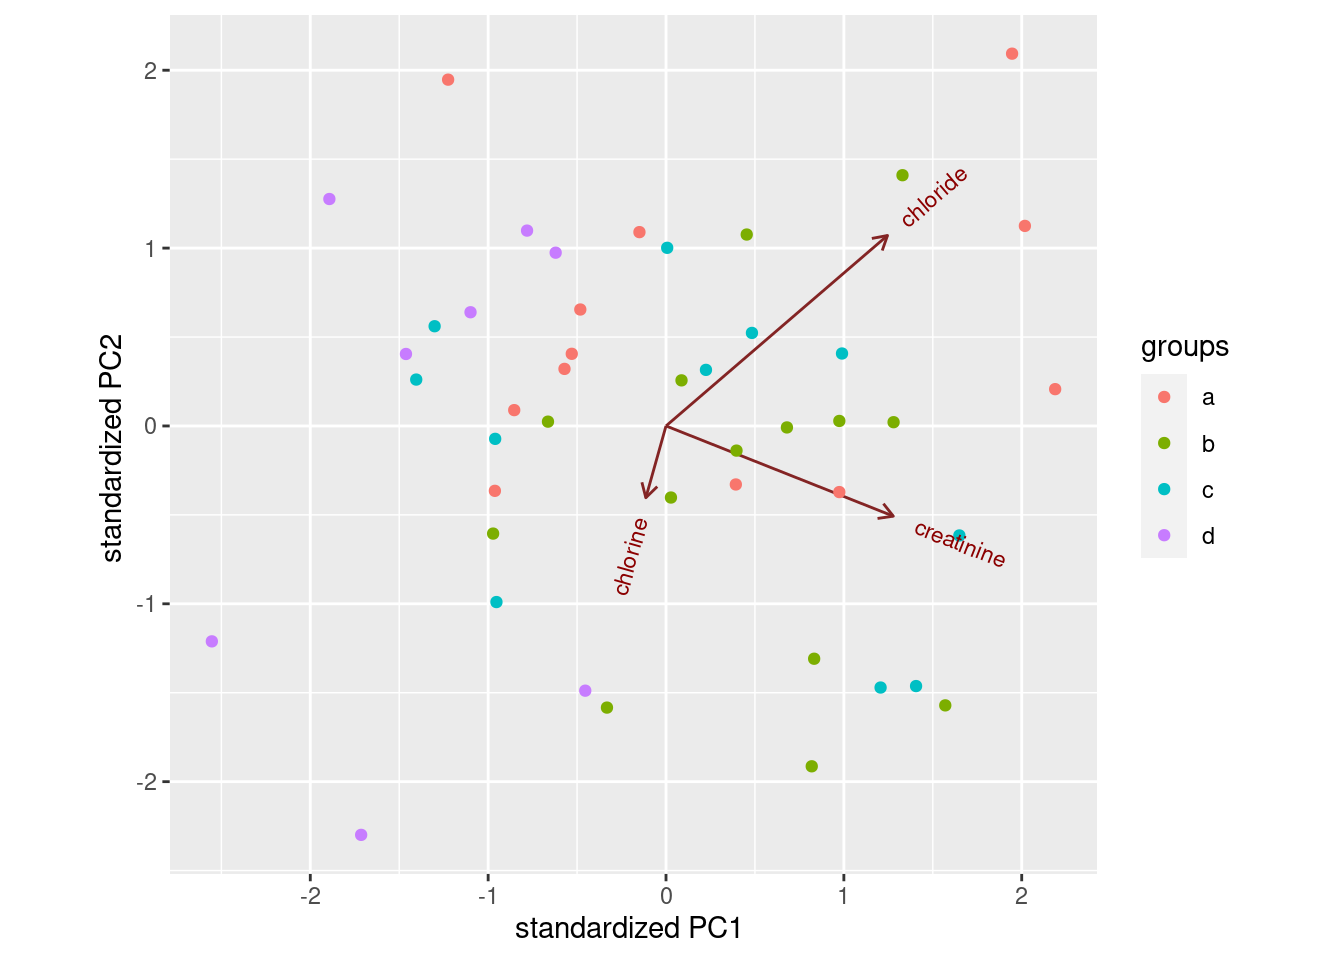 2
1
0
-1
-2
standardized PC2
chloride
creatinine
chlorine
-2
-1
0
1
2
standardized PC1
groups
a
b
c
d